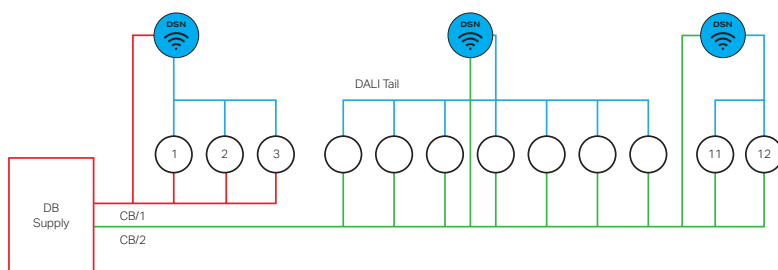 DSN
DSN
DSN
DALI Tail
1
2
3
11
12
DB
Supply
CB/1
CB/2